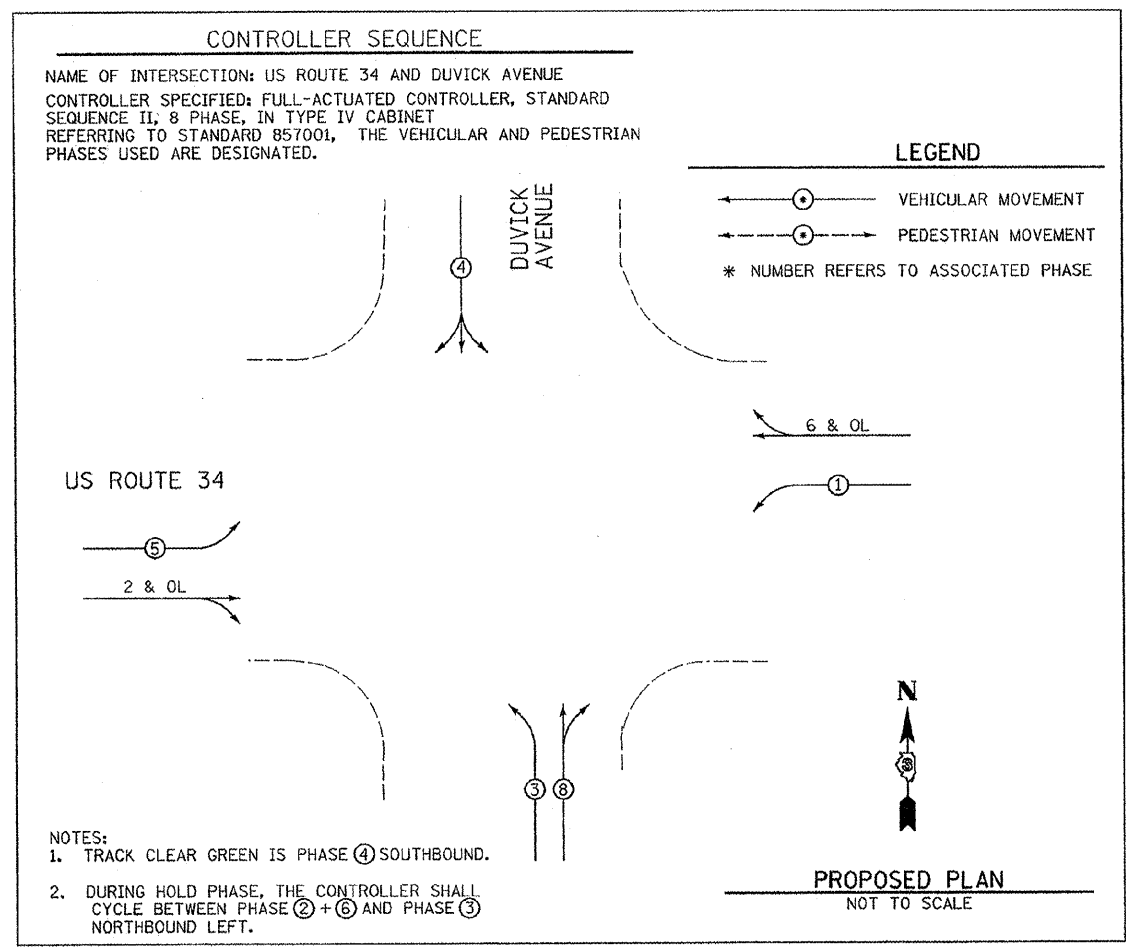 CONTROLLER SEQUENCE
NAME OF INTERSECTION: US ROUTE 34 AND DUVICK AVENUE
CONTROLLER SPECIFIED: FULL-ACTUATED CONTROLLER, STANDARD
SEQUENCE II, 8 PHASE, IN TYPE IV CABINET
REFERRING TO STANDARD 857001, THE VEHICULAR AND PEDESTRIAN
PHASES USED ARE DESIGNATED.
LEGEND
* VEHICULAR MOVEMENT
* PEDESTRIAN MOVEMENT
* NUMBER REFERS TO ASSOCIATED PHASE
DUVICK
AVENUE
4
6 & OL
1
US ROUTE 34
5
2 & OL
3 8
N
NOTES:
1. TRACK CLEAR GREEN IS PHASE 4 SOUTHBOUND.
2. DURING HOLD PHASE, THE CONTROLLER SHALL
CYCLE BETWEEN PHASE 2 + 6 AND PHASE 3
NORTHBOUND LEFT.
PROPOSED PLAN
NOT TO SCALE